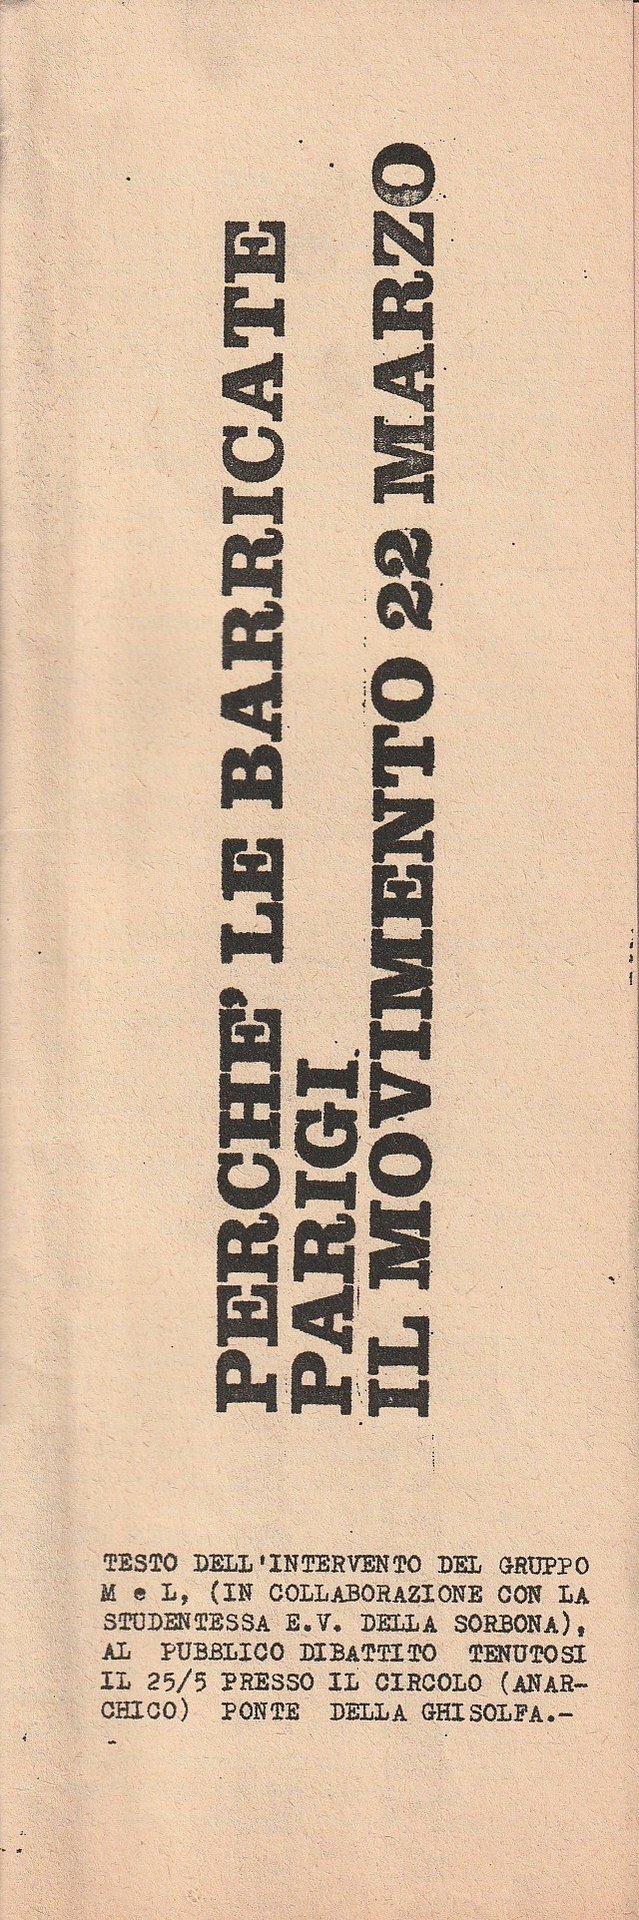 PERCHE' LE BARRICATE
PARIGI
IL MOVIMENTO 22 MARZO
TESTO DELL'INTERVENTO DEL GRUPPO
M e L, (IN COLLABORAZIONE CON LA
STUDENTESSA E.V. DELLA SORBONA),
AL PUBBLICO DIBATTITO TENUTOSI
IL 25/5 PRESSO IL CIRCOLO (ANAR-
CHICO) PONTE DELLA GHISOLFA.-